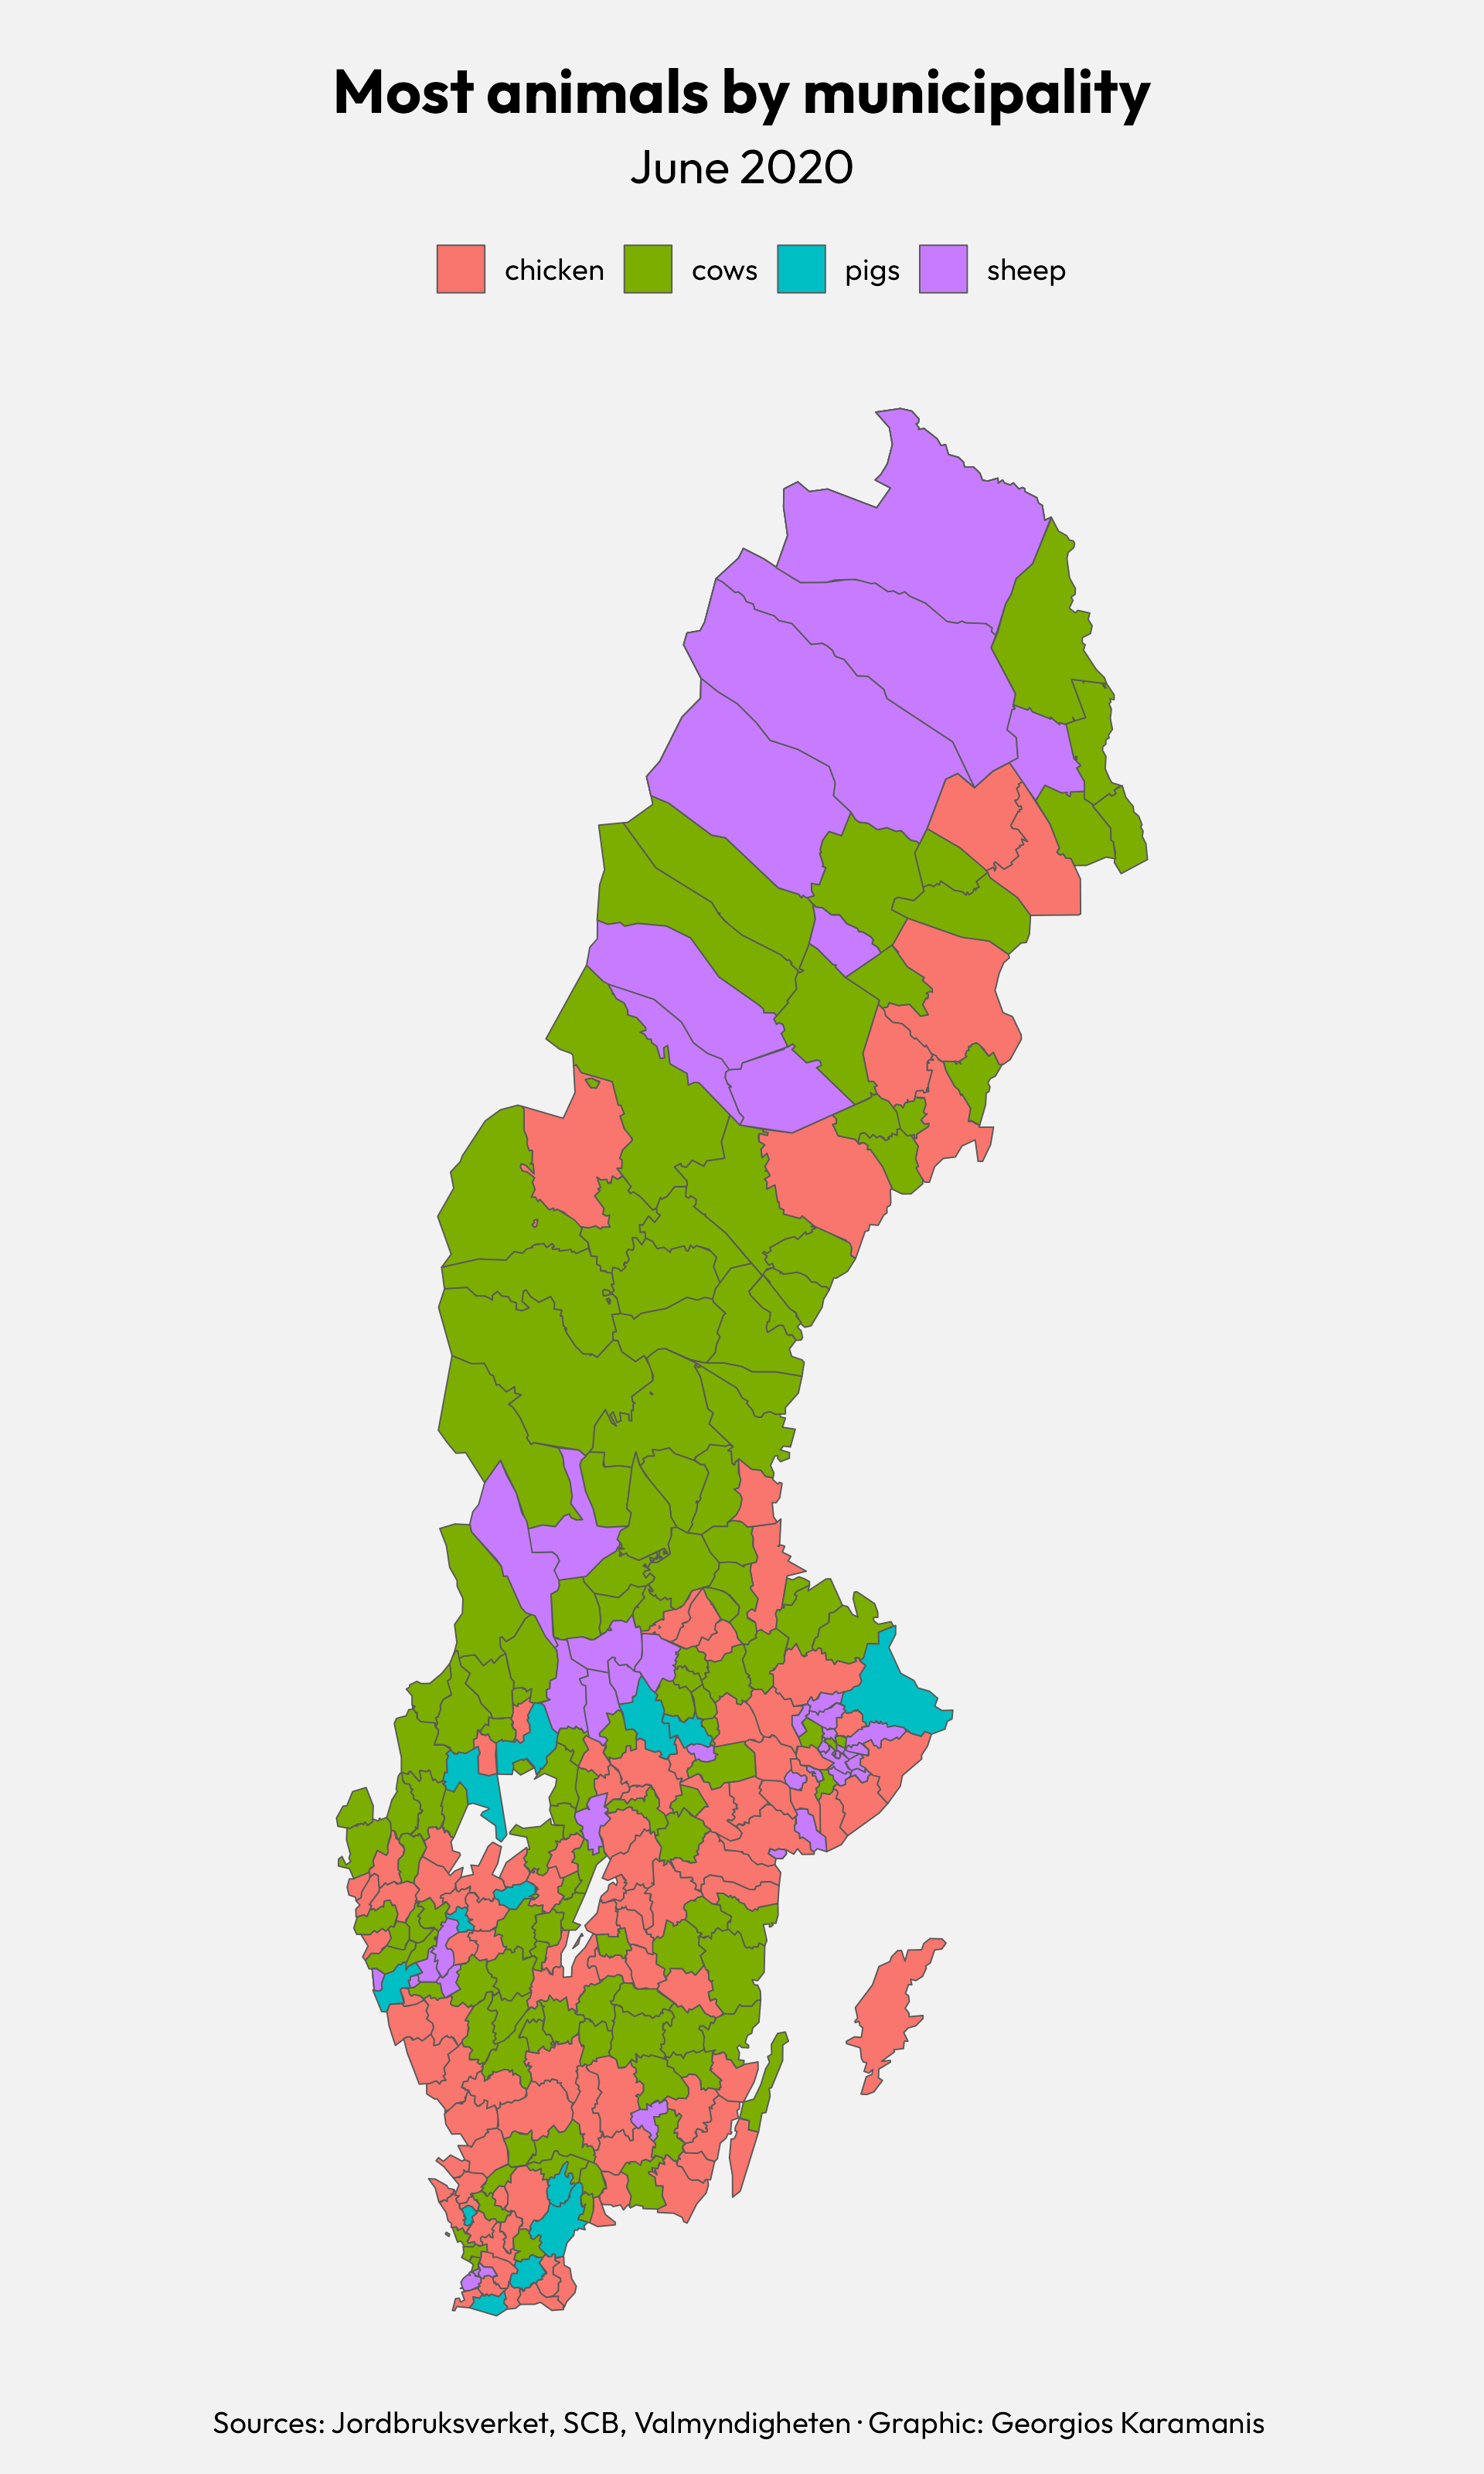 Most animals by municipality
June 2020
chicken cows pigs sheep
Sources: Jordbruksverket, SCB, Valmyndigheten · Graphic: Georgios Karamanis